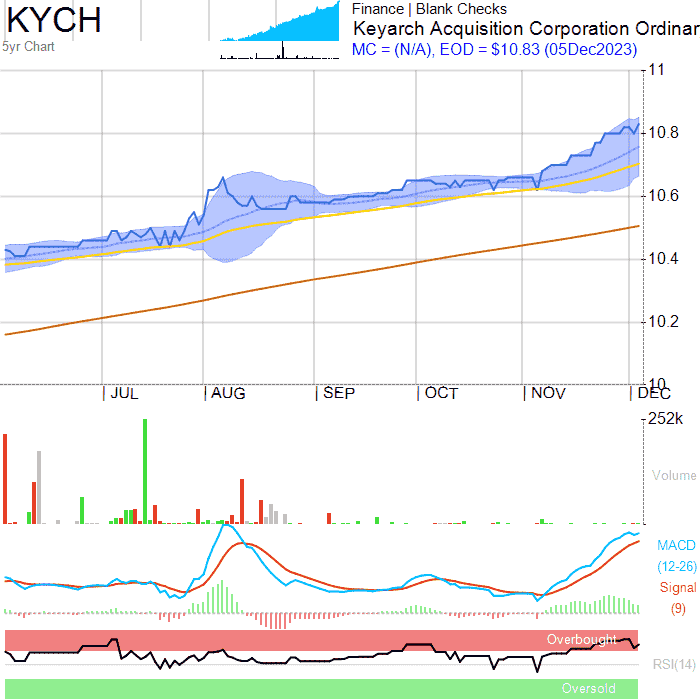 KYCH
5yr Chart
Finance | Blank Checks
Keyarch Acquisition Corporation Ordinar
MC = (N/A), EOD = $10.83 (05Dec2023)
11
10.8
10.6
10.4
10.2
10
JUL
AUG
SEP
OCT
NOV
DEC
252k
Volume
MACD
(12-26)
Signal
(9)
Overbought
RSI(14)
Oversold